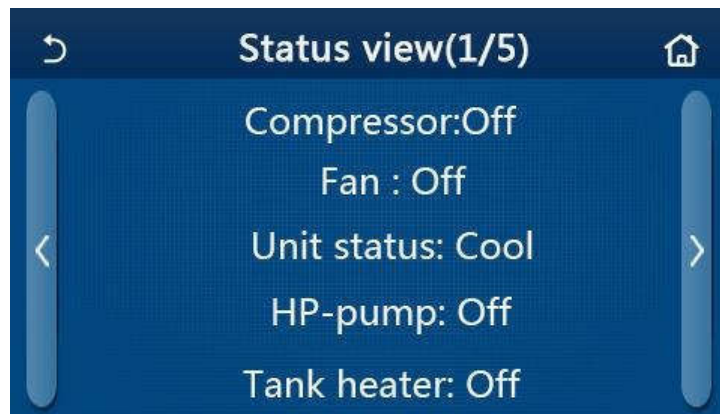 Status view(1/5)
Compressor:Off
Fan : Off
Unit status: Cool
HP-pump: Off
Tank heater: Off